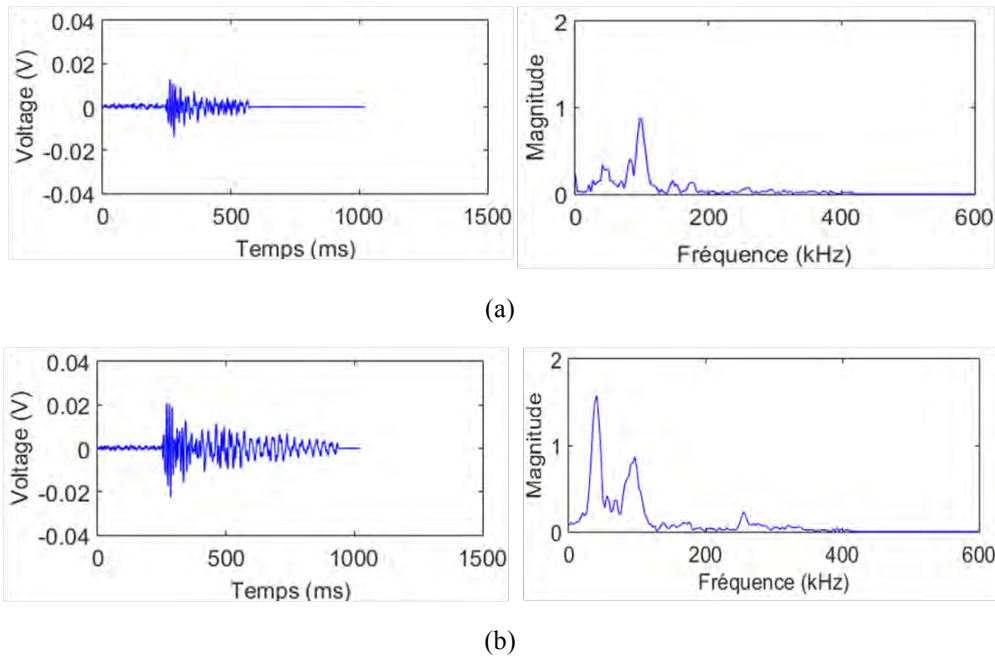 0.04
0.02
0
-0.02
-0.04
Voltage (V)
0 500 1000 1500
Temps (ms)
2
1
0
Magnitude
0 200 400 600
Fréquence (kHz)
(a)
0.04
0.02
0
-0.02
-0.04
Voltage (V)
0 500 1000 1500
Temps (ms)
2
1
0
Magnitude
0 200 400 600
Fréquence (kHz)
(b)